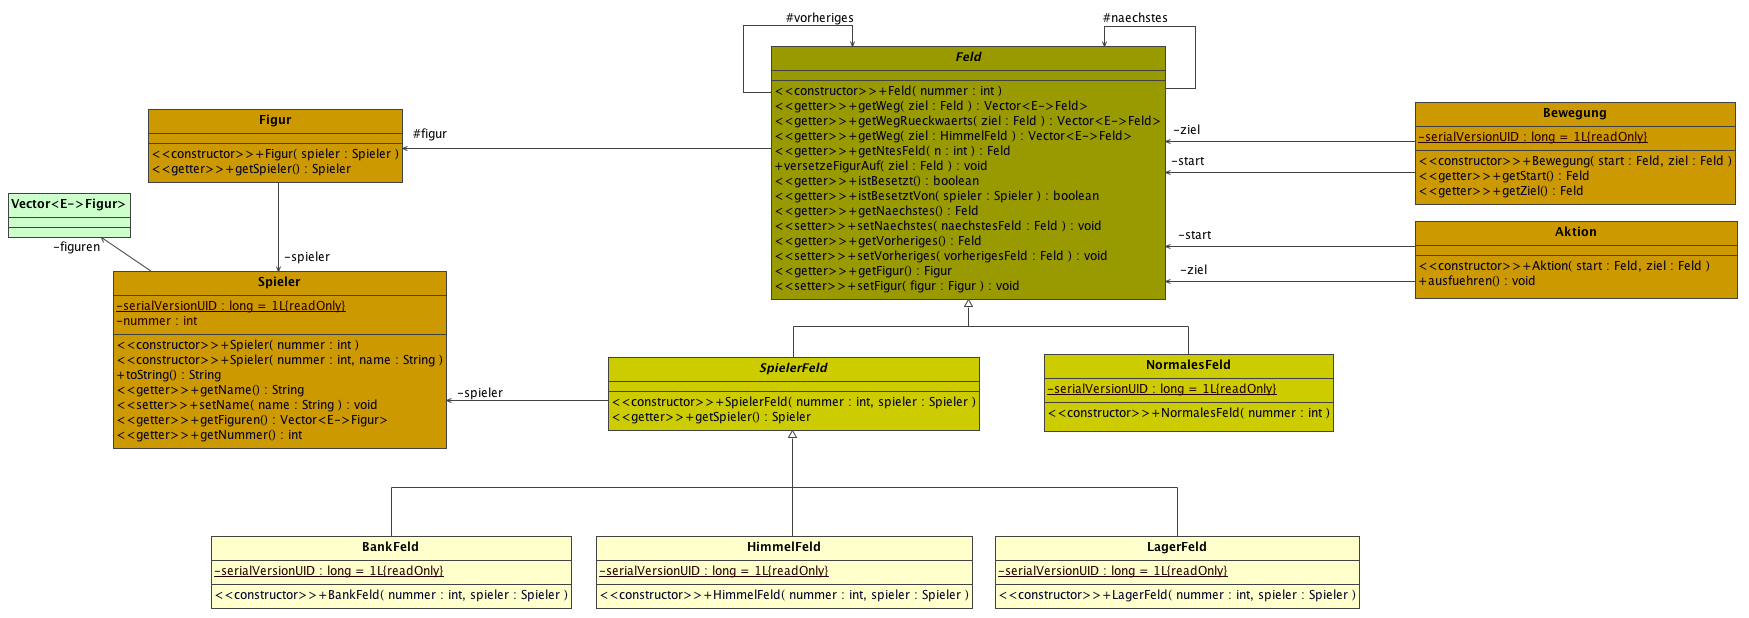 #vorheriges
#naechstes
Feld
<<constructor>>+Feld( nummer : int )
<<getter>>+getWeg( ziel : Feld ) : Vector<E->Feld>
<<getter>>+getWegRueckwaerts( ziel : Feld ) : Vector<E->Feld>
<<getter>>+getWeg( ziel : HimmelFeld ) : Vector<E->Feld>
<<getter>>+getNtesFeld( n : int ) : Feld
+versetzeFigurAuf( ziel : Feld ) : void
<<getter>>+istBesetzt() : boolean
<<getter>>+istBesetztVon( spieler : Spieler ) : boolean
<<getter>>+getNaechstes() : Feld
<<setter>>+setNaechstes( naechstesFeld : Feld ) : void
<<getter>>+getVorheriges() : Feld
<<setter>>+setVorheriges( vorherigesFeld : Feld ) : void
<<getter>>+getFigur() : Figur
<<setter>>+setFigur( figur : Figur ) : void
Figur
<<constructor>>+Figur( spieler : Spieler )
<<getter>>+getSpieler() : Spieler
#figur
Bewegung
-serialVersionUID : long = 1L{readOnly}
<<constructor>>+Bewegung( start : Feld, ziel : Feld )
<<getter>>+getStart() : Feld
<<getter>>+getZiel() : Feld
-ziel
-start
Aktion
<<constructor>>+Aktion( start : Feld, ziel : Feld )
+ausfuehren() : void
-start
-ziel
Vector<E->Figur>
-figuren
-spieler
Spieler
-serialVersionUID : long = 1L{readOnly}
-nummer : int
<<constructor>>+Spieler( nummer : int )
<<constructor>>+Spieler( nummer : int, name : String )
+toString() : String
<<getter>>+getName() : String
<<setter>>+setName( name : String ) : void
<<getter>>+getFiguren() : Vector<E->Figur>
<<getter>>+getNummer() : int
-spieler
SpielerFeld
<<constructor>>+SpielerFeld( nummer : int, spieler : Spieler )
<<getter>>+getSpieler() : Spieler
NormalesFeld
-serialVersionUID : long = 1L{readOnly}
<<constructor>>+NormalesFeld( nummer : int )
BankFeld
-serialVersionUID : long = 1L{readOnly}
<<constructor>>+BankFeld( nummer : int, spieler : Spieler )
HimmelFeld
-serialVersionUID : long = 1L{readOnly}
<<constructor>>+HimmelFeld( nummer : int, spieler : Spieler )
LagerFeld
-serialVersionUID : long = 1L{readOnly}
<<constructor>>+LagerFeld( nummer : int, spieler : Spieler )